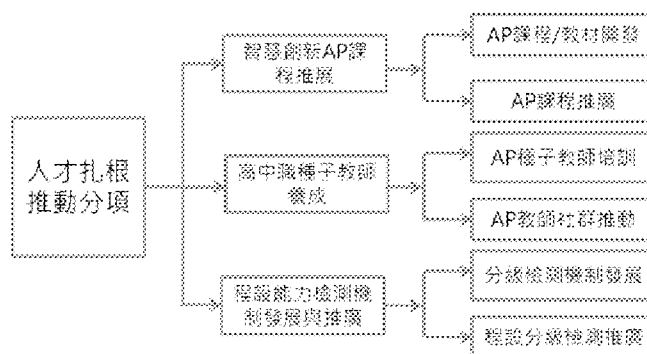 人才扎根
推動分項
智慧創新AP課
程推展
高中職種子教師
養成
程設能力檢測機
制發展與推廣
AP課程/教材開發
AP課程推廣
AP種子教師培訓
AP教師社群推動
分級檢測機制發展
程設分級檢測推廣